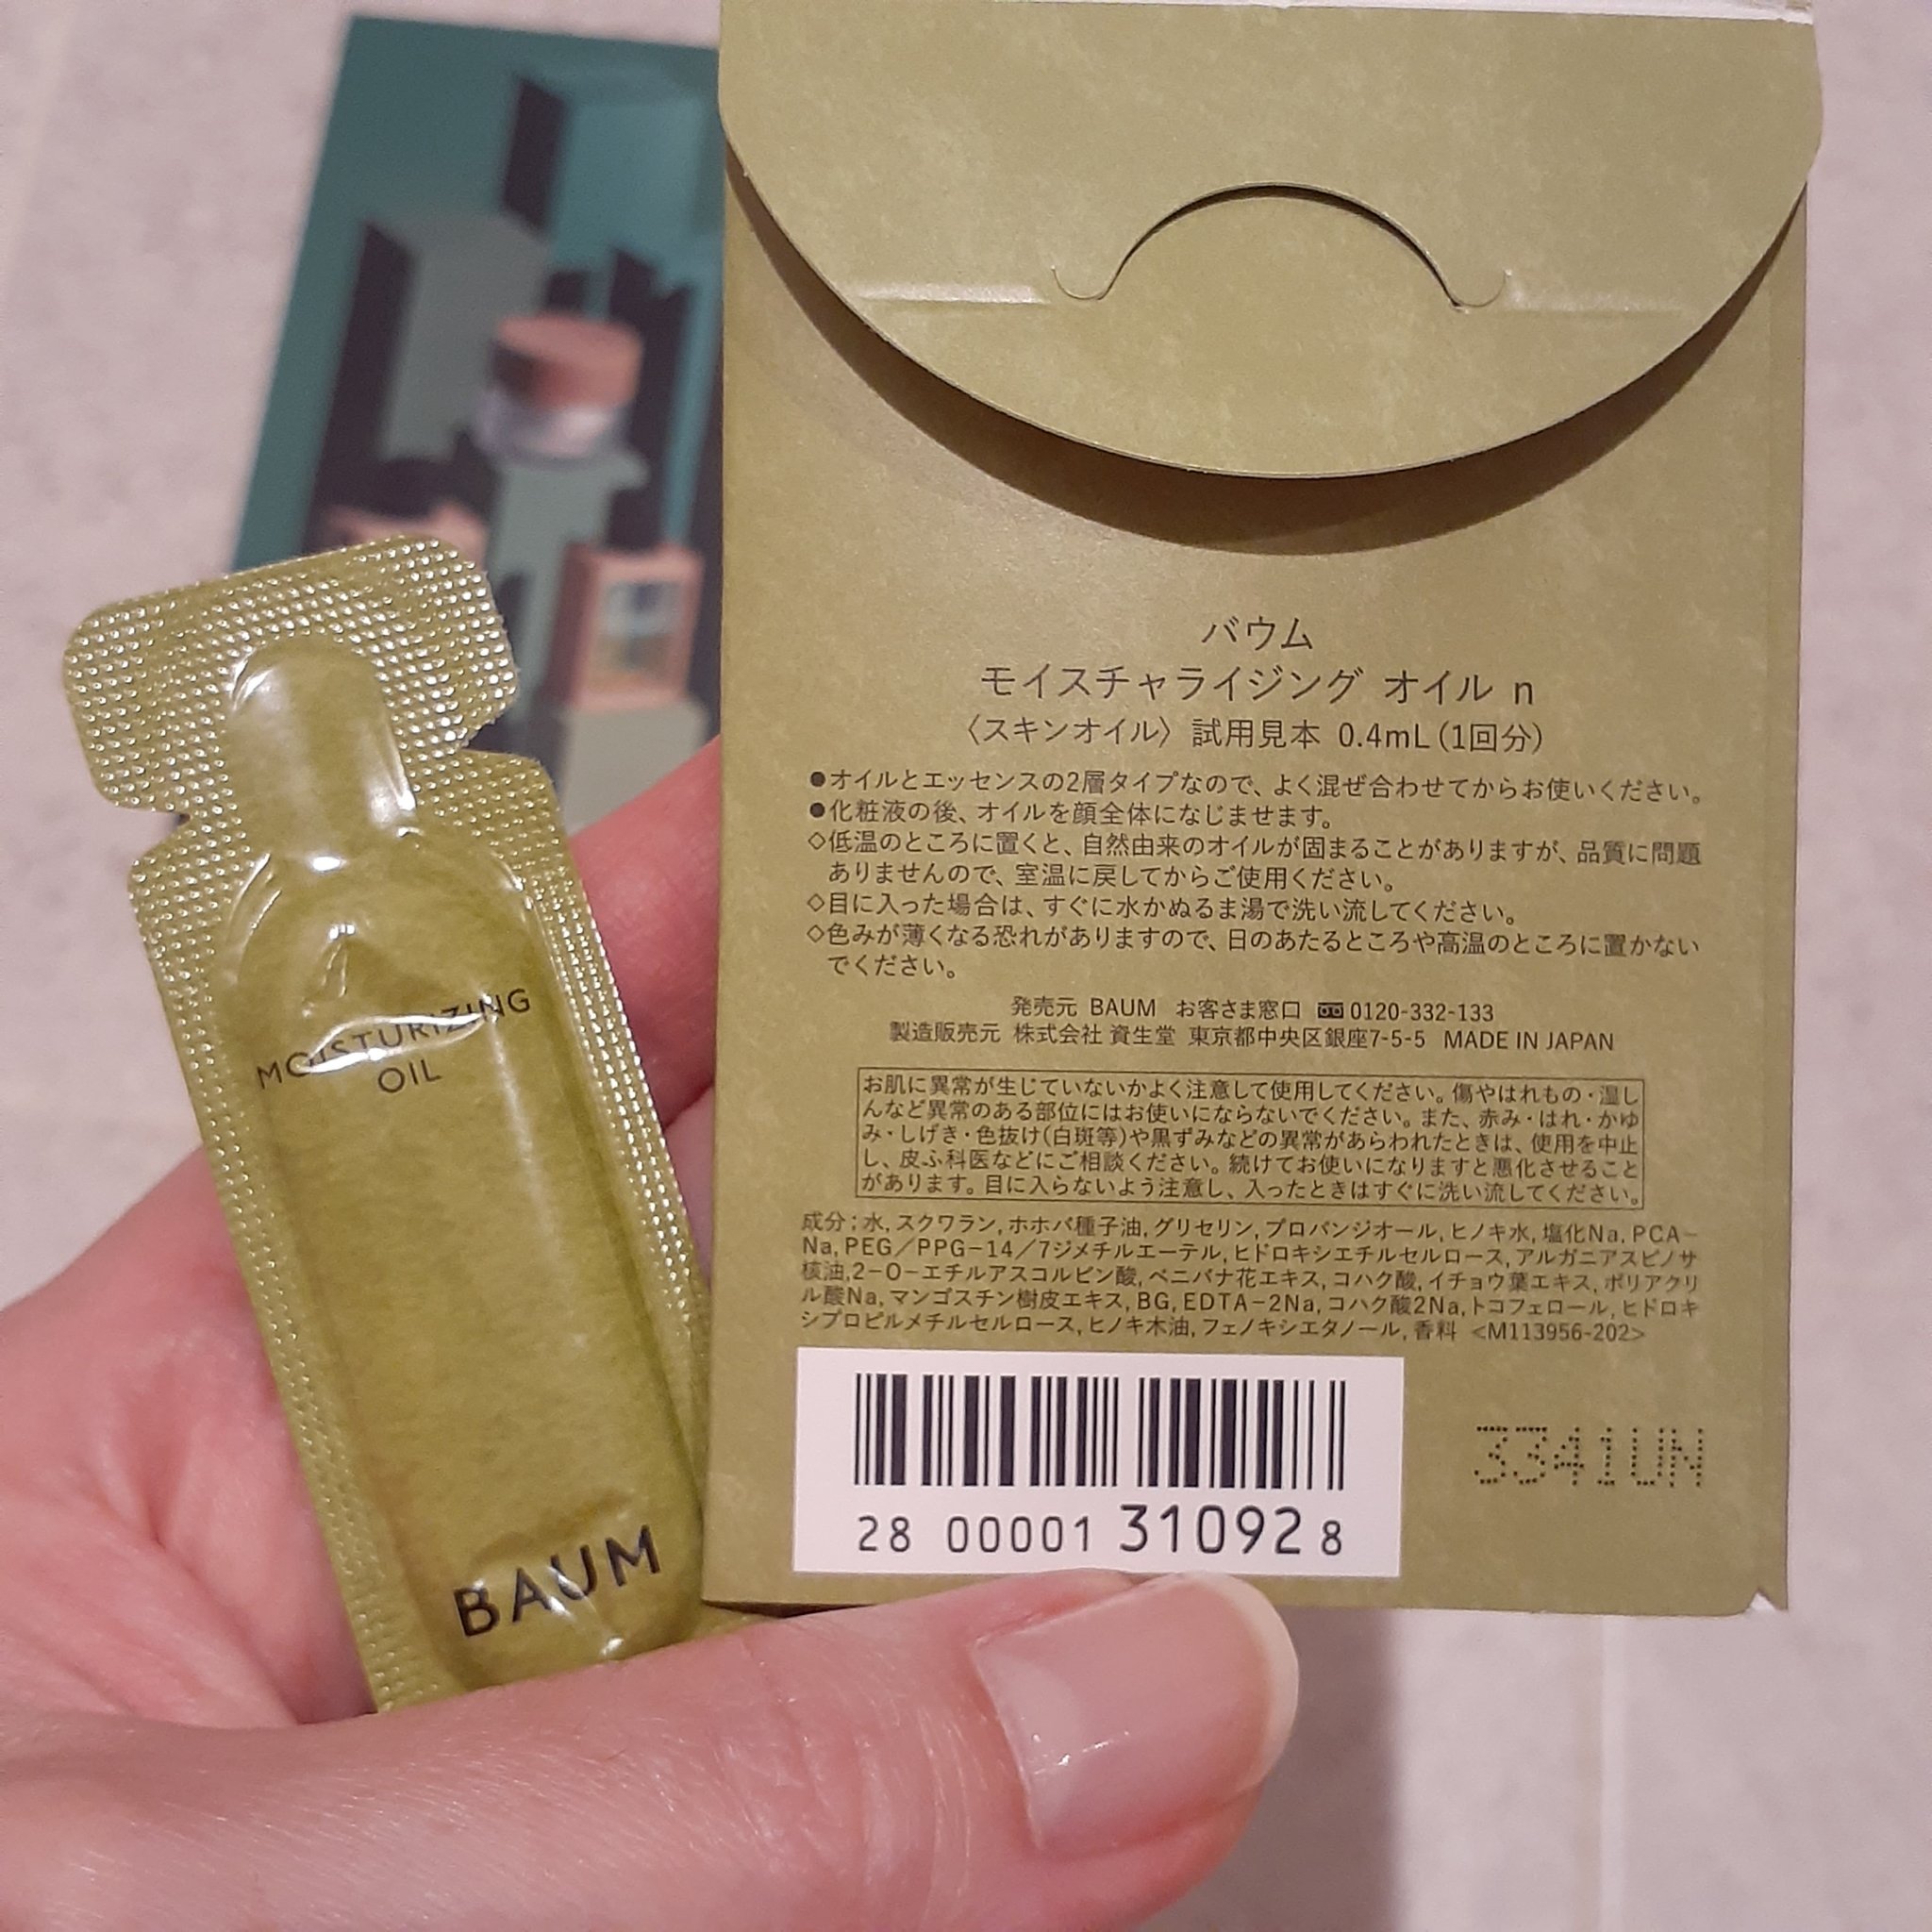 MOISTURIZING
OIL
BAUM
バウム
モイスチャライジング オイル n
〈スキンオイル〉試用見本 0.4mL(1回分)
●オイルとエッセンスの2層タイプなので、よく混ぜ合わせてからお使いください。
●化粧液の後、オイルを顔全体になじませます。
◇低温のところに置くと、自然由来のオイルが固まることがありますが、品質に問題
ありませんので、室温に戻してからご使用ください。
◇目に入った場合は、すぐに水かぬるま湯で洗い流してください。
◇色みが薄くなる恐れがありますので、日のあたるところや高温のところに置かない
でください。
発売元 BAUM お客さま窓口 0120-332-133
製造販売元 株式会社 資生堂 東京都中央区銀座7-5-5 MADE IN JAPAN
お肌に異常が生じていないかよく注意して使用してください。傷やはれもの・湿し
んなど異常のある部位にはお使いにならないでください。また、赤み・はれ・かゆ
み・しげき・色抜け(白斑等)や黒ずみなどの異常があらわれたときは、使用を中止
し、皮ふ科医などにご相談ください。続けてお使いになりますと悪化させること
があります。目に入らないよう注意し、入ったときはすぐに洗い流してください。
成分:水,スクワラン,ホホバ種子油,グリセリン,プロパンジオール,ヒノキ水,塩化Na,PCA-
Na,PEG/PPG-14/7ジメチルエーテル,ヒドロキシエチルセルロース,アルガニアスピノサ
核油,2-O-エチルアスコルビン酸,ベニバナ花エキス,コハク酸,イチョウ葉エキス,ポリアクリ
ル酸Na,マンゴスチン樹皮エキス,BG,EDTA-2Na,コハク酸2Na,トコフェロール,ヒドロキ
シプロピルメチルセルロース,ヒノキ木油,フェノキシエタノール,香料 <M113956-202>
28 00001 31092 8
3341UN